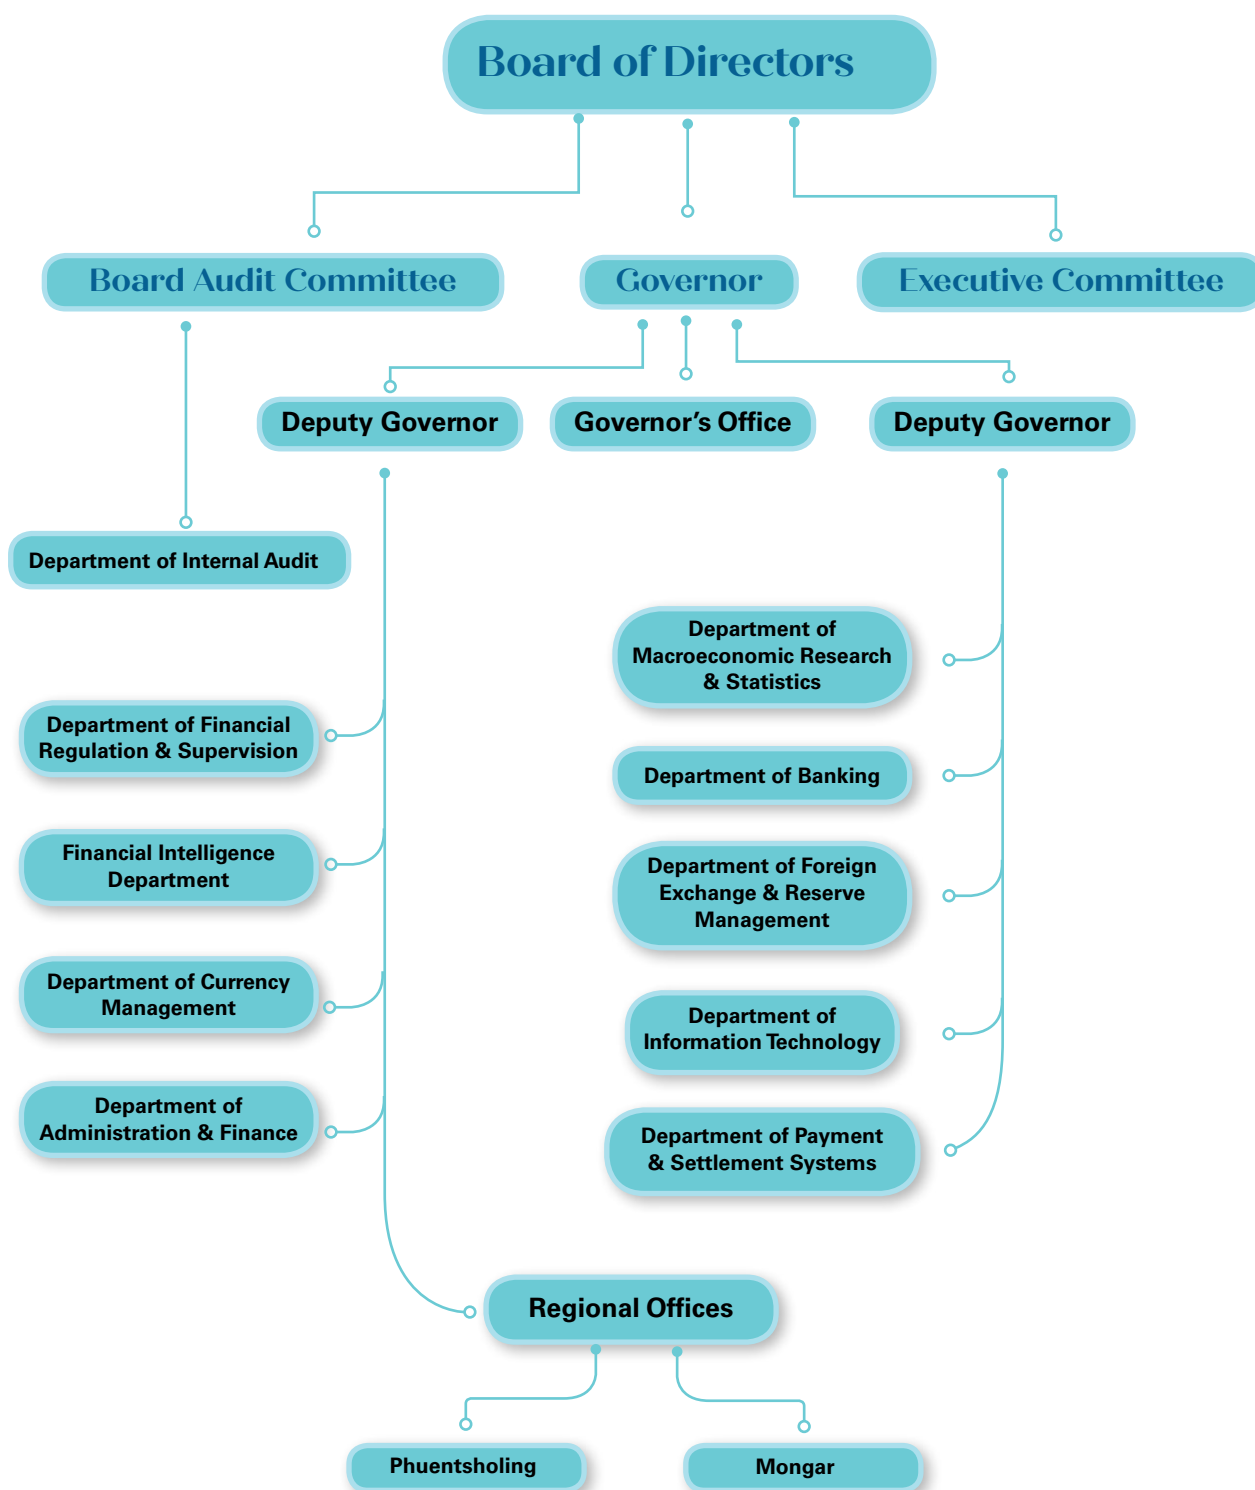 Board of Directors
Board Audit Committee
Governor
Executive Committee
Deputy Governor
Governor’s Office
Deputy Governor
Department of Internal Audit
Department of Financial
Regulation & Supervision
Financial Intelligence
Department
Department of Currency
Management
Department of
Administration & Finance
Department of
Macroeconomic Research
& Statistics
Department of Banking
Department of Foreign
Exchange & Reserve
Management
Department of
Information Technology
Department of Payment
& Settlement Systems
Regional Offices
Phuentsholing
Mongar